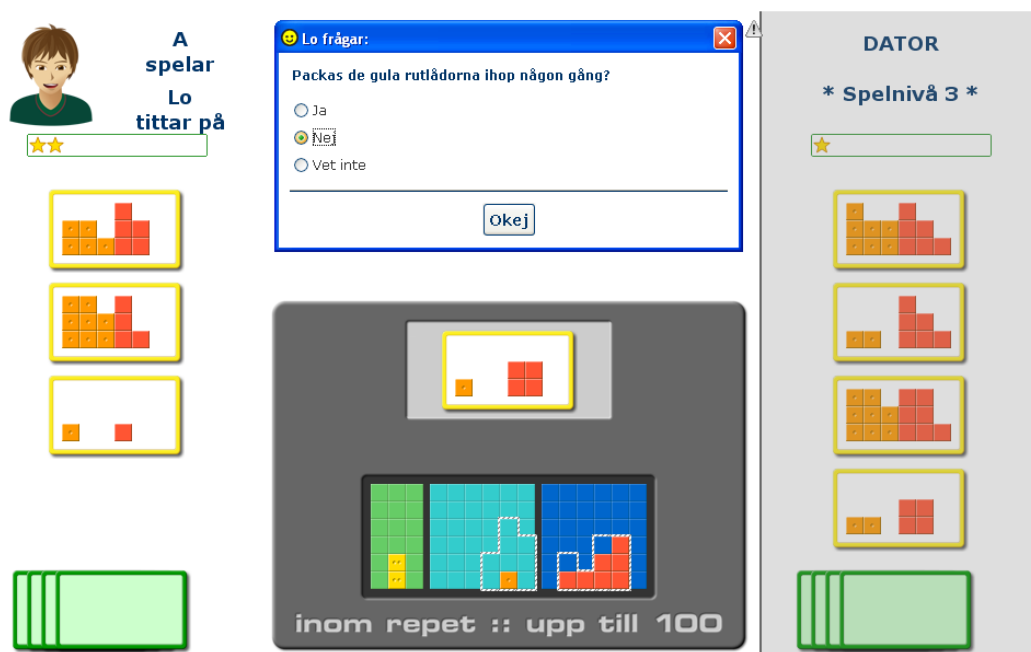 A
spelar
Lo
tittar på
Lo frågar:
Packas de gula rutlådorna ihop någon gång?
Ja
Nej
Vet inte
Okej
DATOR
* Spelnivå 3 *
inom repet :: upp till 100